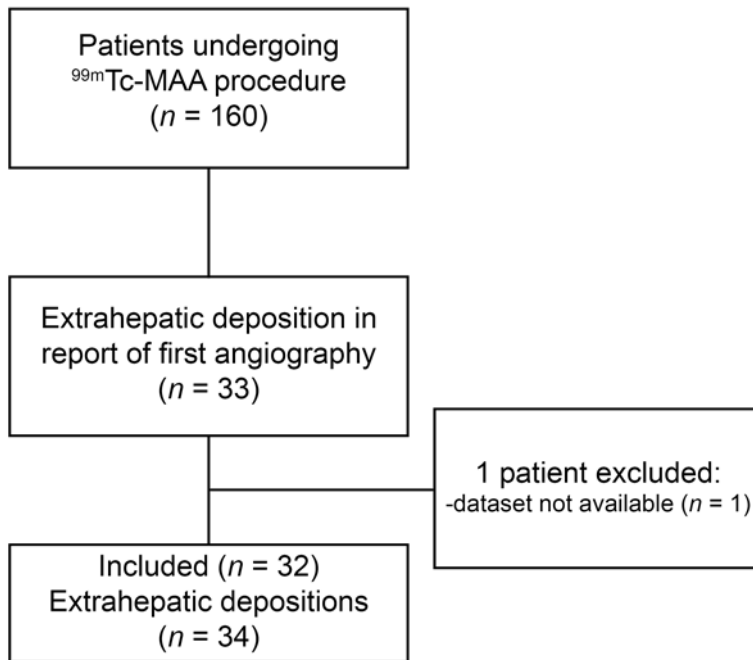 Patients undergoing
⁹⁹ᵐTc-MAA procedure
(n = 160)
Extrahepatic deposition in
report of first angiography
(n = 33)
1 patient excluded:
-dataset not available (n = 1)
Included (n = 32)
Extrahepatic depositions
(n = 34)